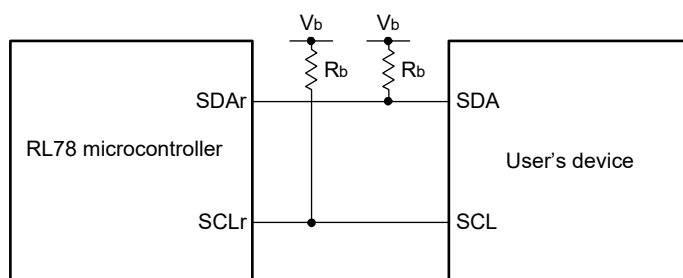 Vb Vb
Rb Rb
SDAr SDA
RL78 microcontroller User's device
SCLr SCL